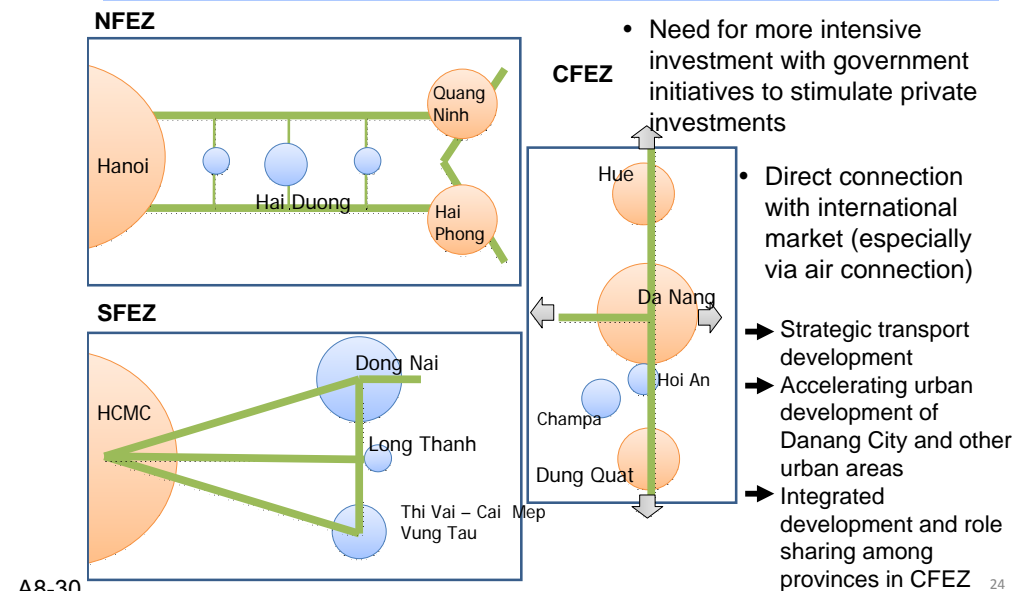 NFEZ
Hanoi
Quang
Ninh
Hai Duong
Hai
Phong
SFEZ
HCMC
Dong Nai
Long Thanh
Thi Vai – Cai Mep
Vung Tau
CFEZ
Hue
Da Nang
Hoi An
Champa
Dung Quat
• Need for more intensive
investment with government
initiatives to stimulate private
investments
• Direct connection
with international
market (especially
via air connection)
Strategic transport
development
Accelerating urban
development of
Danang City and other
urban areas
Integrated
development and role
sharing among
provinces in CFEZ
A8-30
24